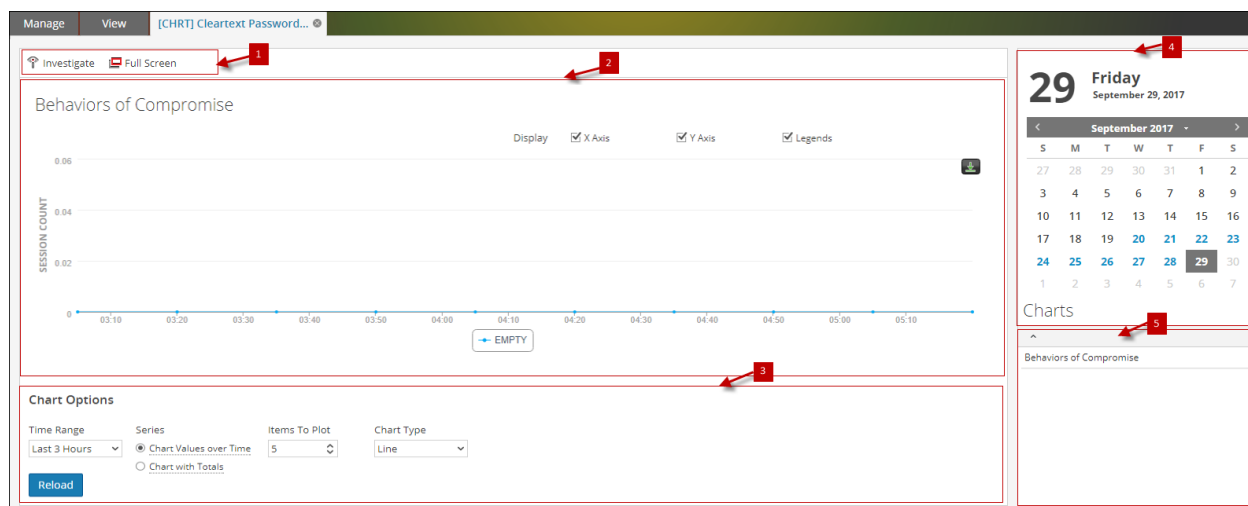 Manage View [CHRT] Cleartext Password...
1
Investigate Full Screen
2
Behaviors of Compromise
Display X Axis Y Axis Legends
0.06
0.04
0.02
0
SESSION COUNT
03:10 03:20 03:30 03:40 03:50 04:00 04:10 04:20 04:30 04:40 04:50 05:00 05:10
EMPTY
3
Chart Options
Time Range Series Items To Plot Chart Type
Last 3 Hours Chart Values over Time 5 Line
Chart with Totals
Reload
4
29 Friday
September 29, 2017
September 2017
S M T W T F S
27 28 29 30 31 1 2
3 4 5 6 7 8 9
10 11 12 13 14 15 16
17 18 19 20 21 22 23
24 25 26 27 28 29 30
1 2 3 4 5 6 7
Charts
5
Behaviors of Compromise